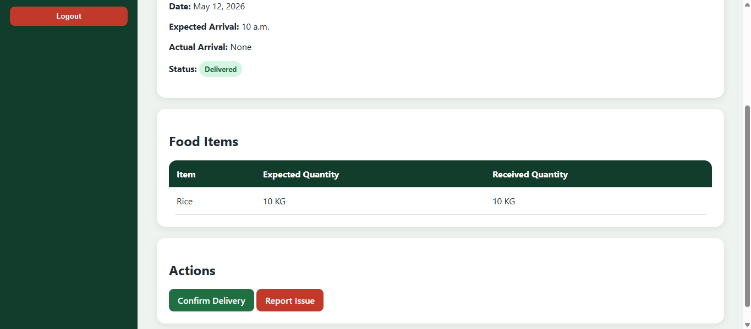 Logout
Date: May 12, 2026
Expected Arrival: 10 a.m.
Actual Arrival: None
Status: Delivered
Food Items
Item Expected Quantity Received Quantity
Rice 10 KG 10 KG
Actions
Confirm Delivery Report Issue